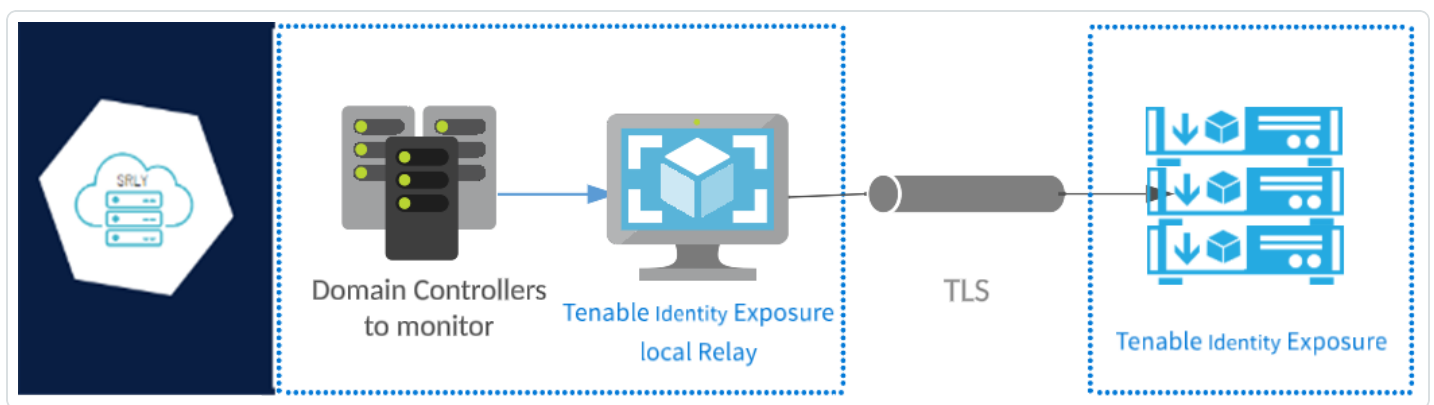 SRLY
Domain Controllers
to monitor
Tenable Identity Exposure
local Relay
TLS
Tenable Identity Exposure